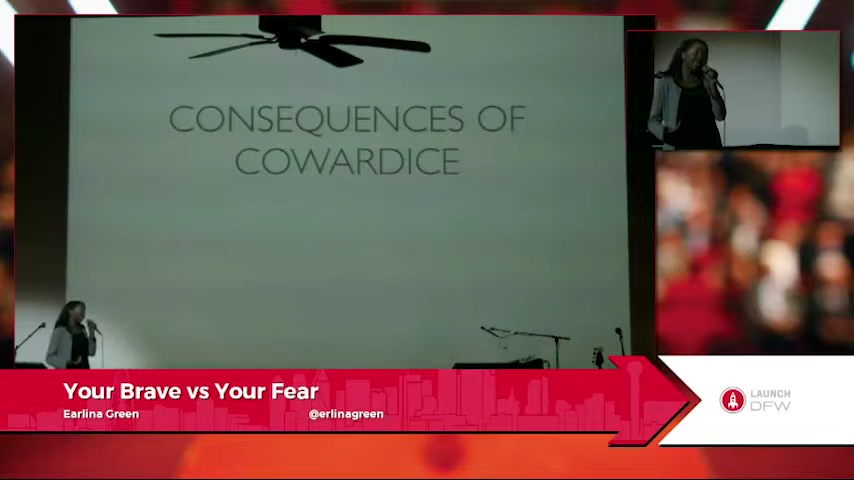 CONSEQUENCES OF
COWARDICE
Your Brave vs Your Fear
Earlina Green
@erlinagreen
LAUNCH
DFW